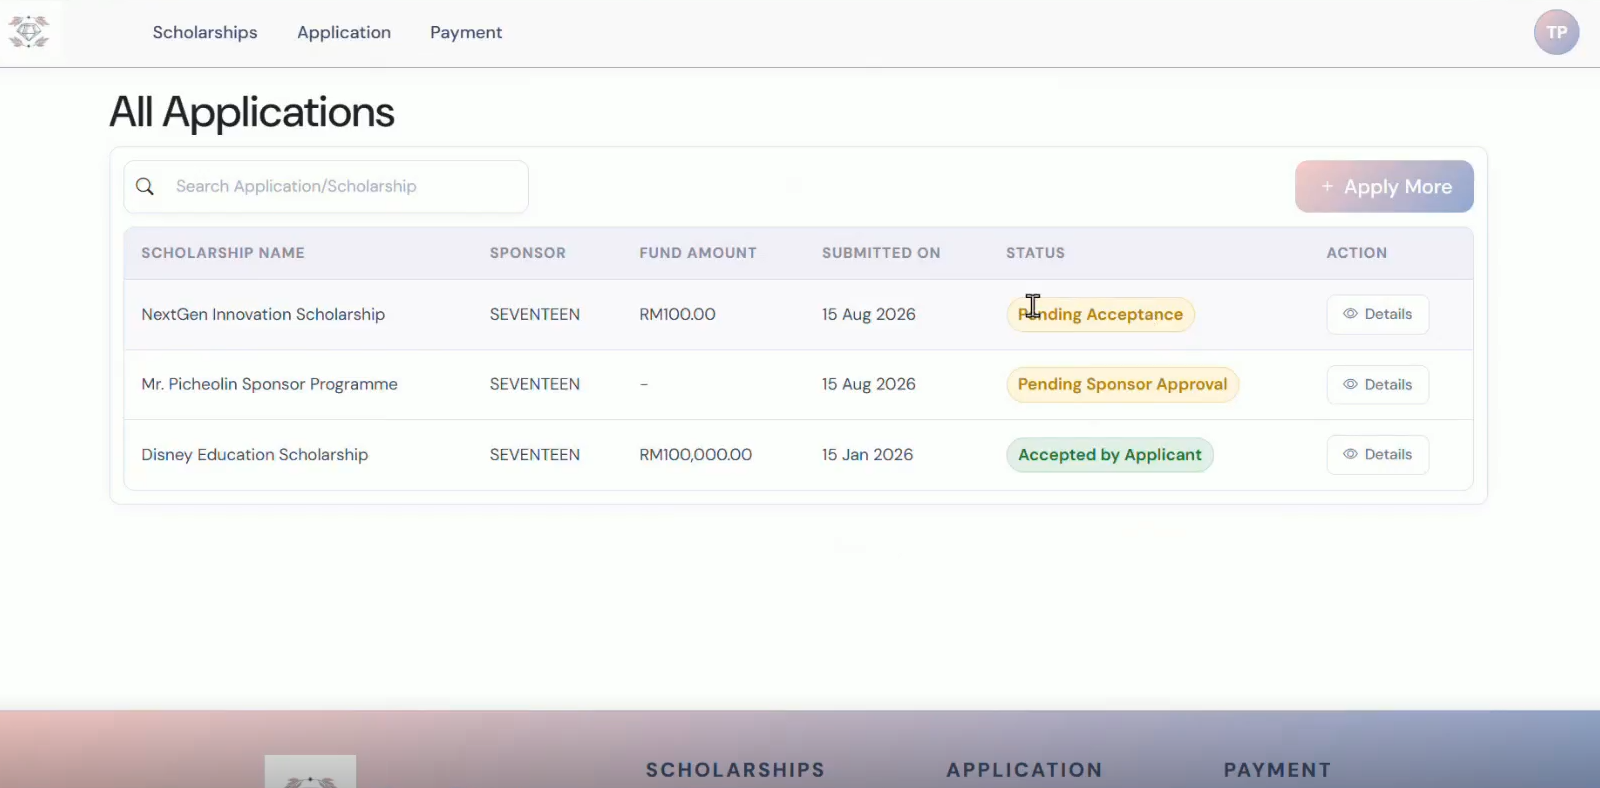 Scholarships Application Payment TP
All Applications
Search Application/Scholarship + Apply More
SCHOLARSHIP NAME SPONSOR FUND AMOUNT SUBMITTED ON STATUS ACTION
NextGen Innovation Scholarship SEVENTEEN RM100.00 15 Aug 2026 Pending Acceptance Details
Mr. Picheolin Sponsor Programme SEVENTEEN - 15 Aug 2026 Pending Sponsor Approval Details
Disney Education Scholarship SEVENTEEN RM100,000.00 15 Jan 2026 Accepted by Applicant Details
SCHOLARSHIPS APPLICATION PAYMENT